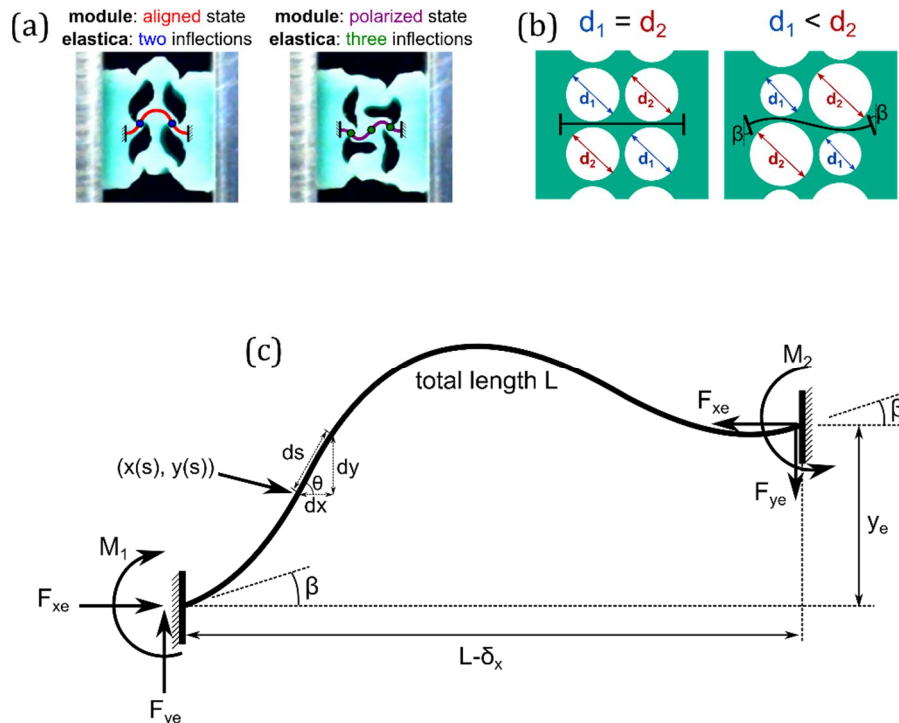 (a)
module: aligned state
elastica: two inflections
module: polarized state
elastica: three inflections
(b)
d1 = d2
d1 < d2
d1
d2
d2
d1
d1
d2
β
β
d2
d1
(c)
total length L
M2
Fxe
β
ds
dy
(x(s), y(s))
θ
dx
Fye
ye
M1
Fxe
β
L-δx
Fye